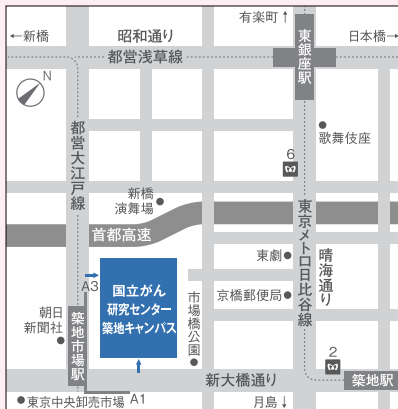 有楽町↑
←新橋
昭和通り
日本橋→
都営浅草線
東銀座駅
N
都営大江戸線
歌舞伎座
6
新橋
演舞場
東京メトロ日比谷線
首都高速
晴海通り
東劇
A3
国立がん
研究センター
築地キャンパス
京橋郵便局
市場橋公園
朝日
新聞社
築地市場駅
2
新大橋通り
築地駅
A1
東京中央卸売市場
月島↓